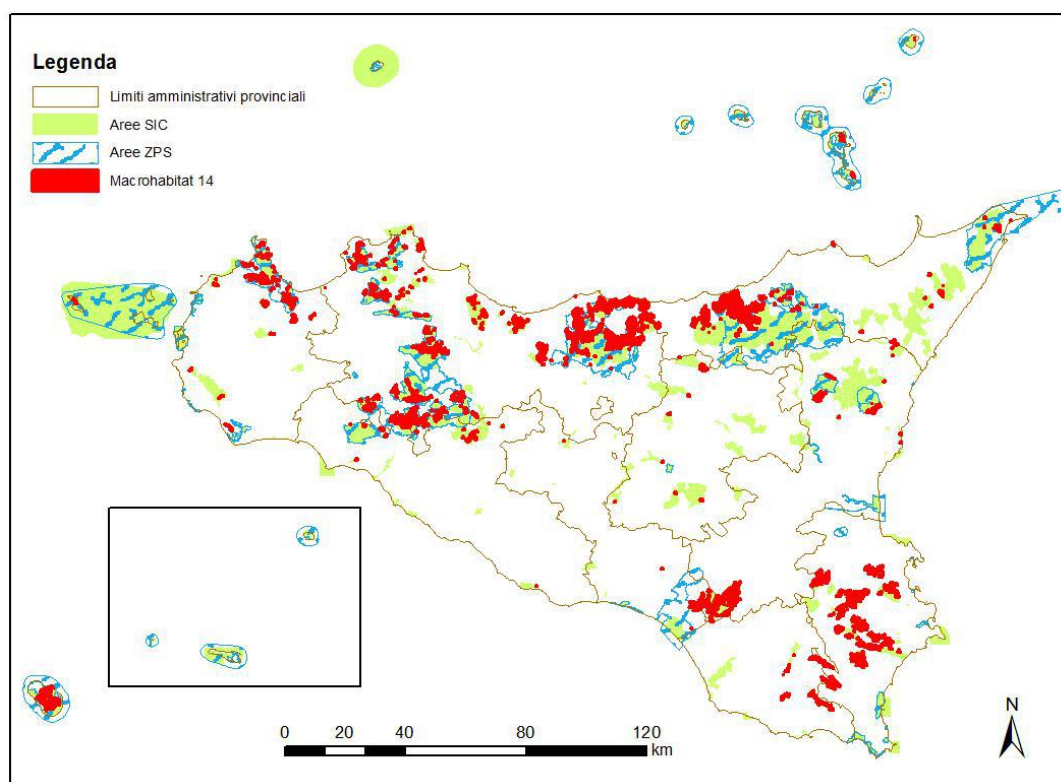 Legenda
Limiti amministrativi provinciali
Aree SIC
Aree ZPS
Macrohabitat 14
N
0 20 40 80 120
km